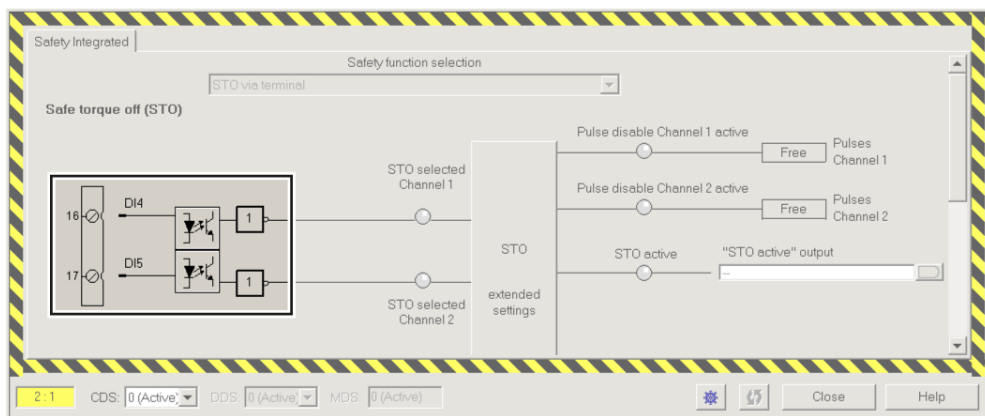 Safety Integrated
Safety function selection
STO via terminal
Safe torque off (STO)
Pulse disable Channel 1 active
Free
Pulses
Channel 1
STO selected
Channel 1
Pulse disable Channel 2 active
Free
Pulses
Channel 2
16
DI4
1
STO
STO active
"STO active" output
...
17
DI5
1
extended
settings
STO selected
Channel 2
2 : 1
CDS: 0 (Active)
DDS: 0 (Active)
MDS: 0 (Active)
Close
Help